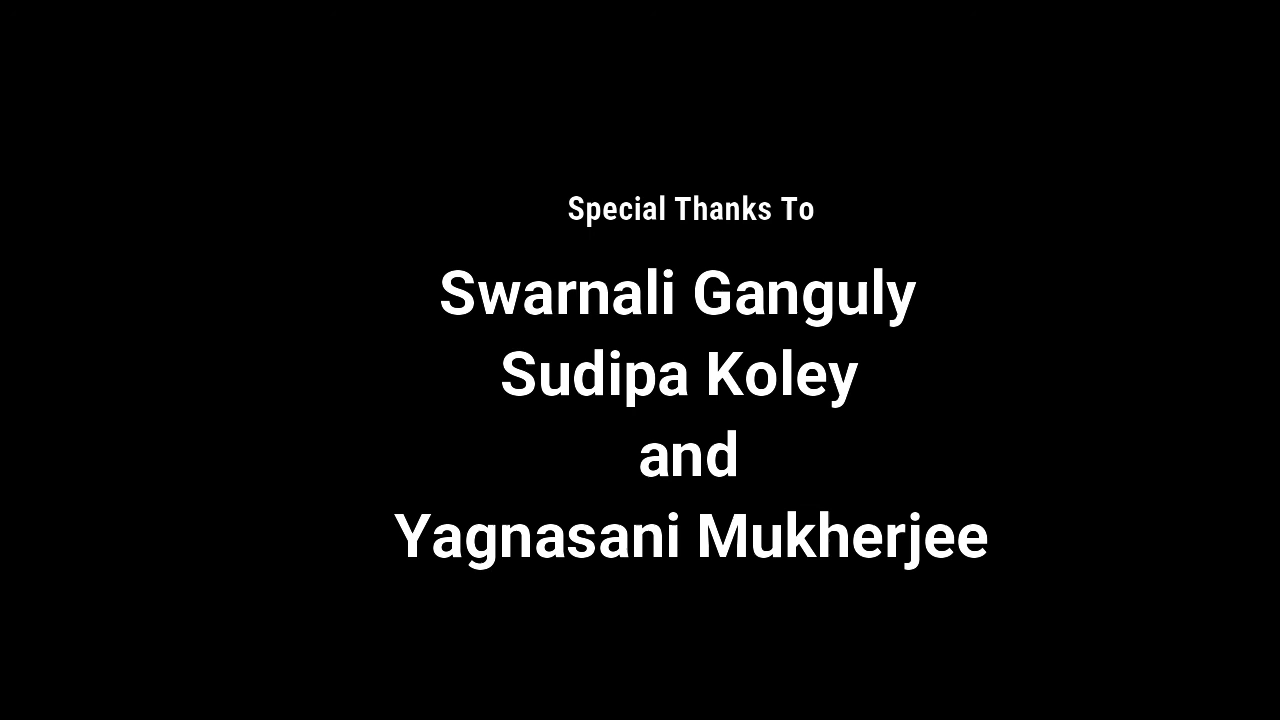 Special Thanks To
Swarnali Ganguly
Sudipa Koley
and
Yagnasani Mukherjee